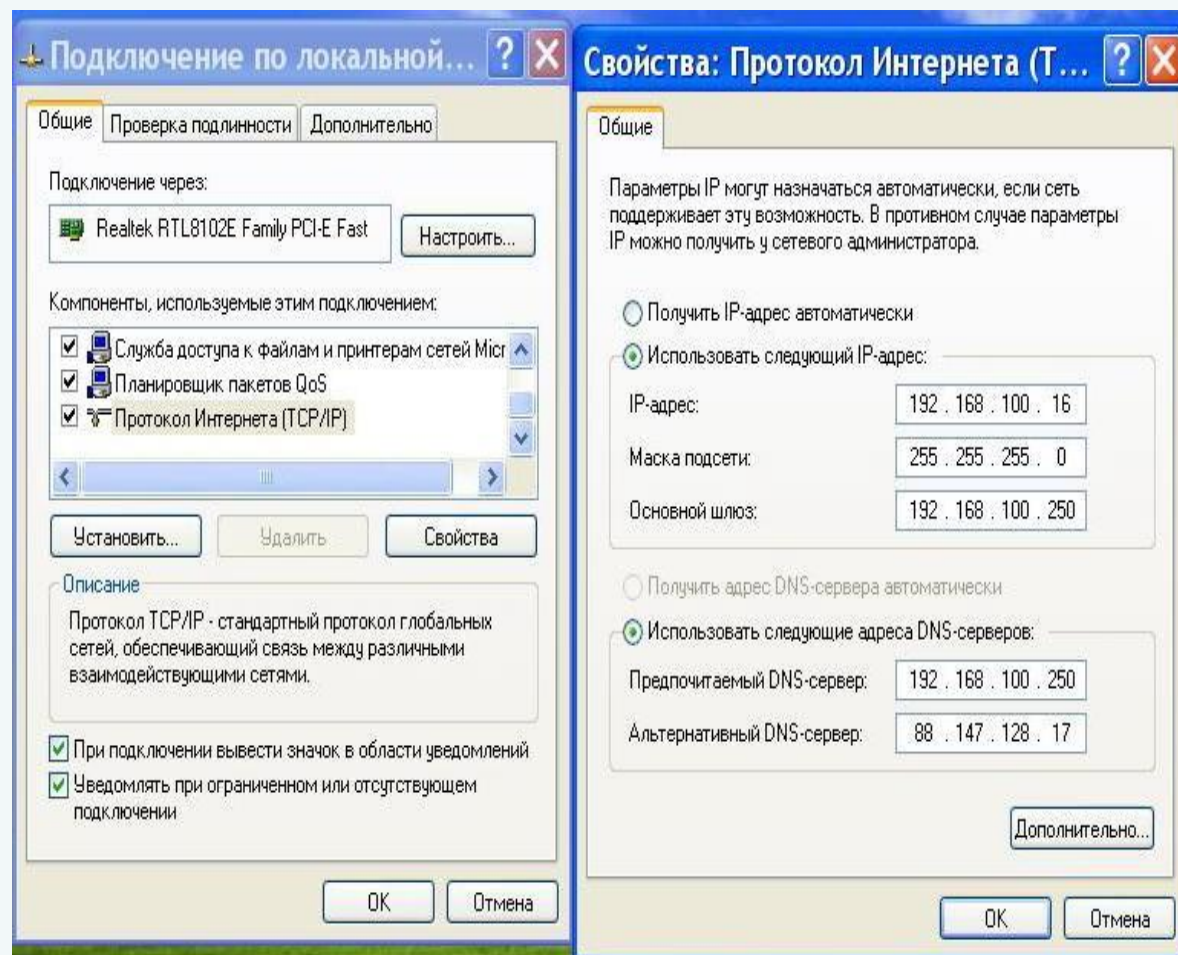 Подключение по локальной...
Общие
Проверка подлинности
Дополнительно
Подключение через:
Realtek RTL8102E Family PCI-E Fast
Настроить...
Компоненты, используемые этим подключением:
Служба доступа к файлам и принтерам сетей Micr
Планировщик пакетов QoS
Протокол Интернета (TCP/IP)
Установить...
Удалить
Свойства
Описание
Протокол TCP/IP - стандартный протокол глобальных
сетей, обеспечивающий связь между различными
взаимодействующими сетями.
При подключении вывести значок в области уведомлений
Уведомлять при ограниченном или отсутствующем
подключении
ОК
Отмена
Свойства: Протокол Интернета (T...
Общие
Параметры IP могут назначаться автоматически, если сеть
поддерживает эту возможность. В противном случае параметры
IP можно получить у сетевого администратора.
Получить IP-адрес автоматически
Использовать следующий IP-адрес:
IP-адрес:
192 . 168 . 100 . 16
Маска подсети:
255 . 255 . 255 . 0
Основной шлюз:
192 . 168 . 100 . 250
Получить адрес DNS-сервера автоматически
Использовать следующие адреса DNS-серверов:
Предпочитаемый DNS-сервер:
192 . 168 . 100 . 250
Альтернативный DNS-сервер:
88 . 147 . 128 . 17
Дополнительно...
ОК
Отмена